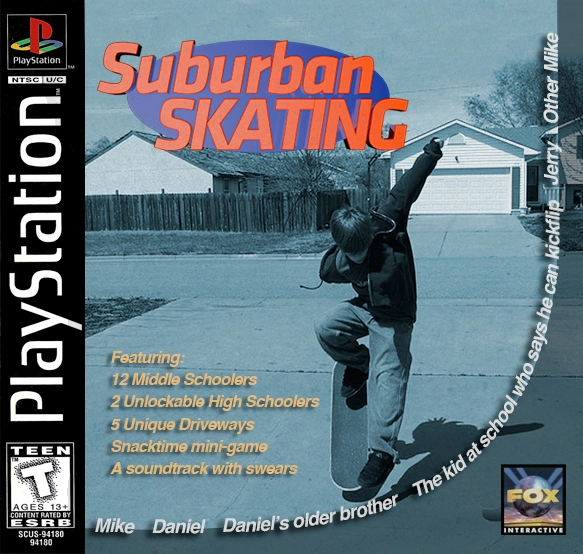 PlayStation
NTSC U/C
PlayStation
TEEN
T
AGES 13+
CONTENT RATED BY
ESRB
SCUS-94180
94180
Suburban
SKATING
Featuring:
12 Middle Schoolers
2 Unlockable High Schoolers
5 Unique Driveways
Snacktime mini-game
A soundtrack with swears
Mike Daniel Daniel's older brother The kid at school who says he can kickflip Jerry Other Mike
FOX
INTERACTIVE